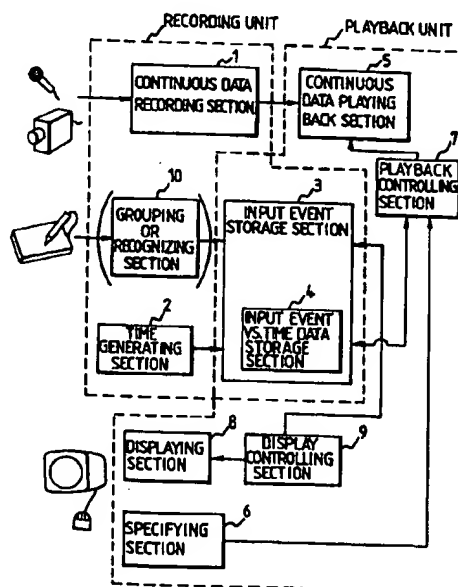 RECORDING UNIT
PLAYBACK UNIT
1
CONTINUOUS DATA
RECORDING SECTION
5
CONTINUOUS
DATA PLAYING
BACK SECTION
7
PLAYBACK
CONTROLLING
SECTION
10
GROUPING
OR
RECOGNIZING
SECTION
3
INPUT EVENT
STORAGE SECTION
4
INPUT EVENT
VS. TIME DATA
STORAGE
SECTION
2
TIME
GENERATING
SECTION
8
DISPLAYING
SECTION
9
DISPLAY
CONTROLLING
SECTION
6
SPECIFYING
SECTION